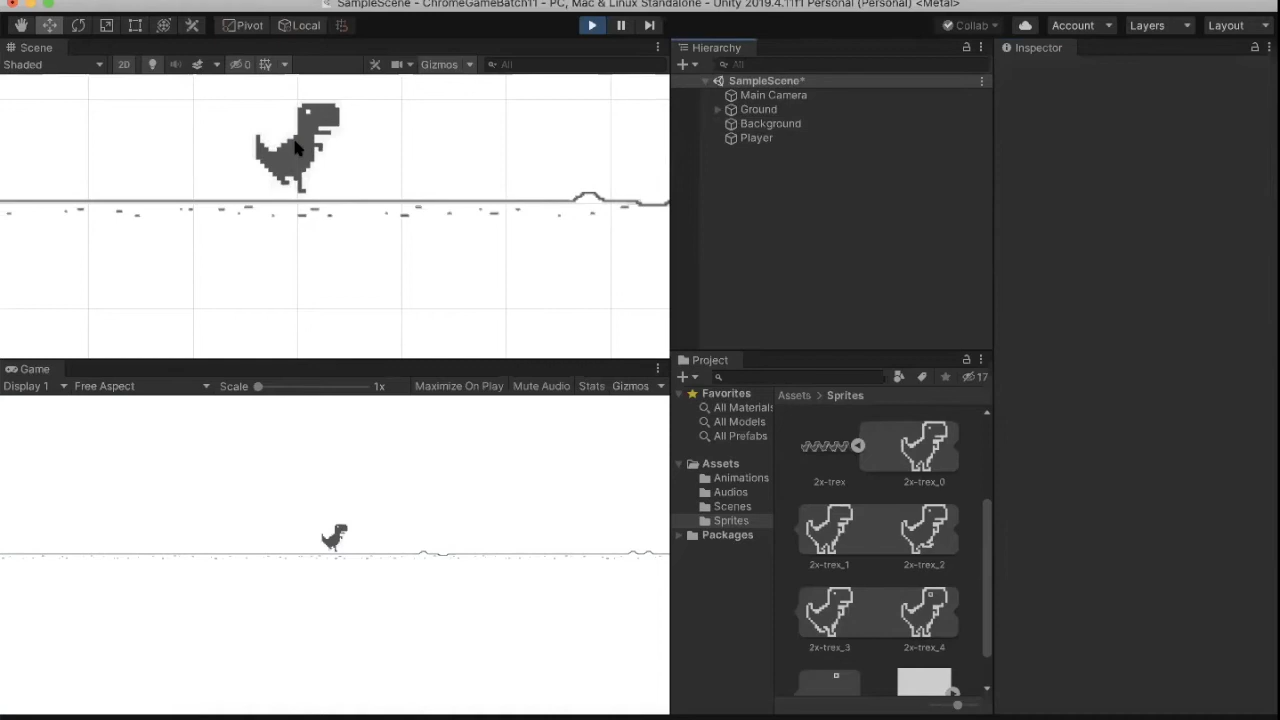 SampleScene - ChromeGameBatch11 - PC, Mac & Linux Standalone - Unity 2019.4.11f1 Personal (Personal) <Metal>
Pivot Local Collab Account Layers Layout
Scene
Shaded 2D 0 Gizmos All
Hierarchy
All
SampleScene*
Main Camera
Ground
Background
Player
Inspector
Game
Display 1 Free Aspect Scale 1x Maximize On Play Mute Audio Stats Gizmos
Project
17
Favorites
All Materials
All Models
All Prefabs
Assets
Animations
Audios
Scenes
Sprites
Packages
Assets > Sprites
2x-trex 2x-trex_0
2x-trex_1 2x-trex_2
2x-trex_3 2x-trex_4